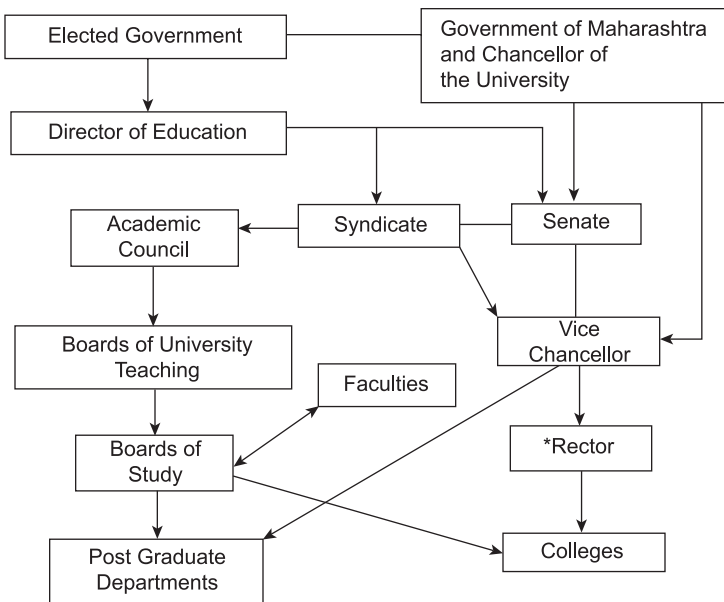 Elected Government
Government of Maharashtra
and Chancellor of
the University
Director of Education
Academic
Council
Syndicate
Senate
Boards of University
Teaching
Vice
Chancellor
Faculties
Boards of
Study
*Rector
Post Graduate
Departments
Colleges